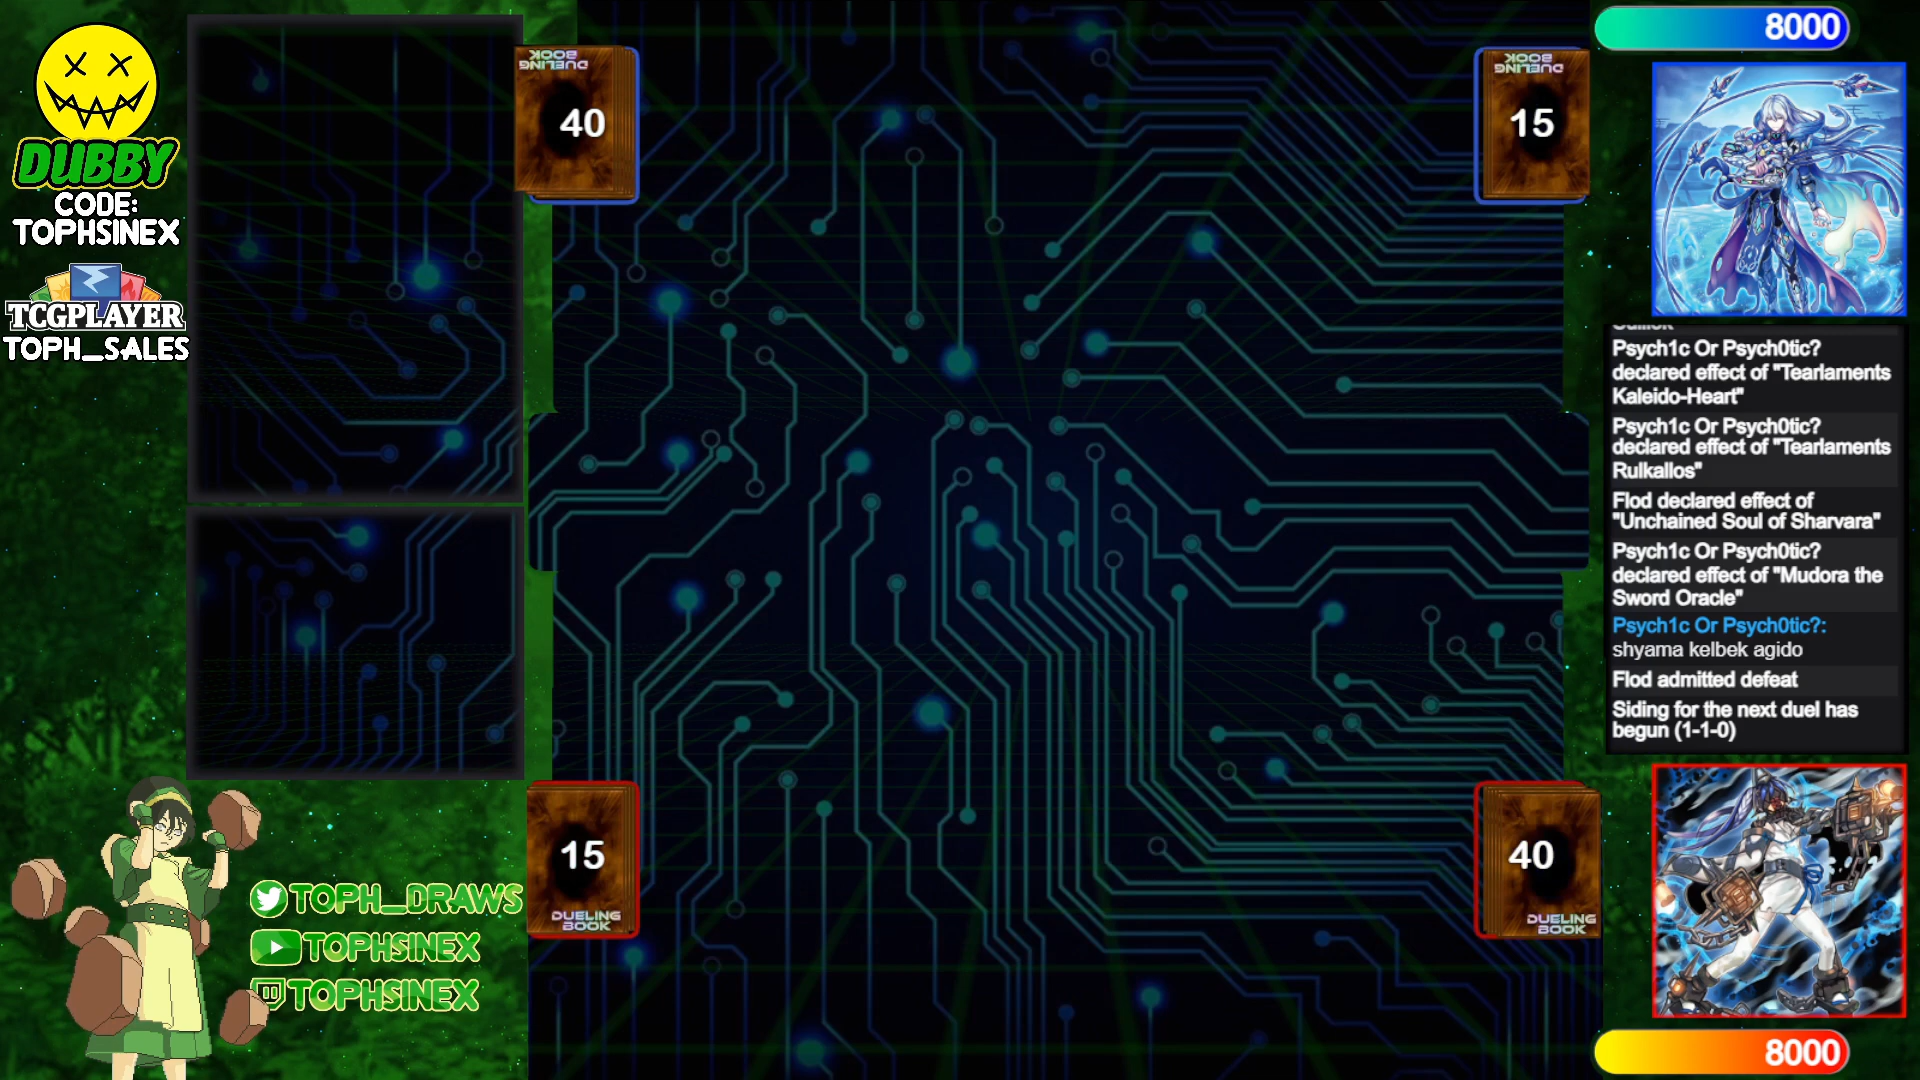 DUBBY
CODE:
TOPHSINEX
TCGPLAYER
TOPH_SALES
DUELING
BOOK
40
DUELING
BOOK
15
8000
Psych1c Or Psych0tic?
declared effect of "Tearlaments
Kaleido-Heart"
Psych1c Or Psych0tic?
declared effect of "Tearlaments
Rulkallos"
Flod declared effect of
"Unchained Soul of Sharvara"
Psych1c Or Psych0tic?
declared effect of "Mudora the
Sword Oracle"
Psych1c Or Psych0tic?:
shyama kelbek agido
Flod admitted defeat
Siding for the next duel has
begun (1-1-0)
15
DUELING
BOOK
40
DUELING
BOOK
TOPH_DRAWS
TOPHSINEX
TOPHSINEX
8000